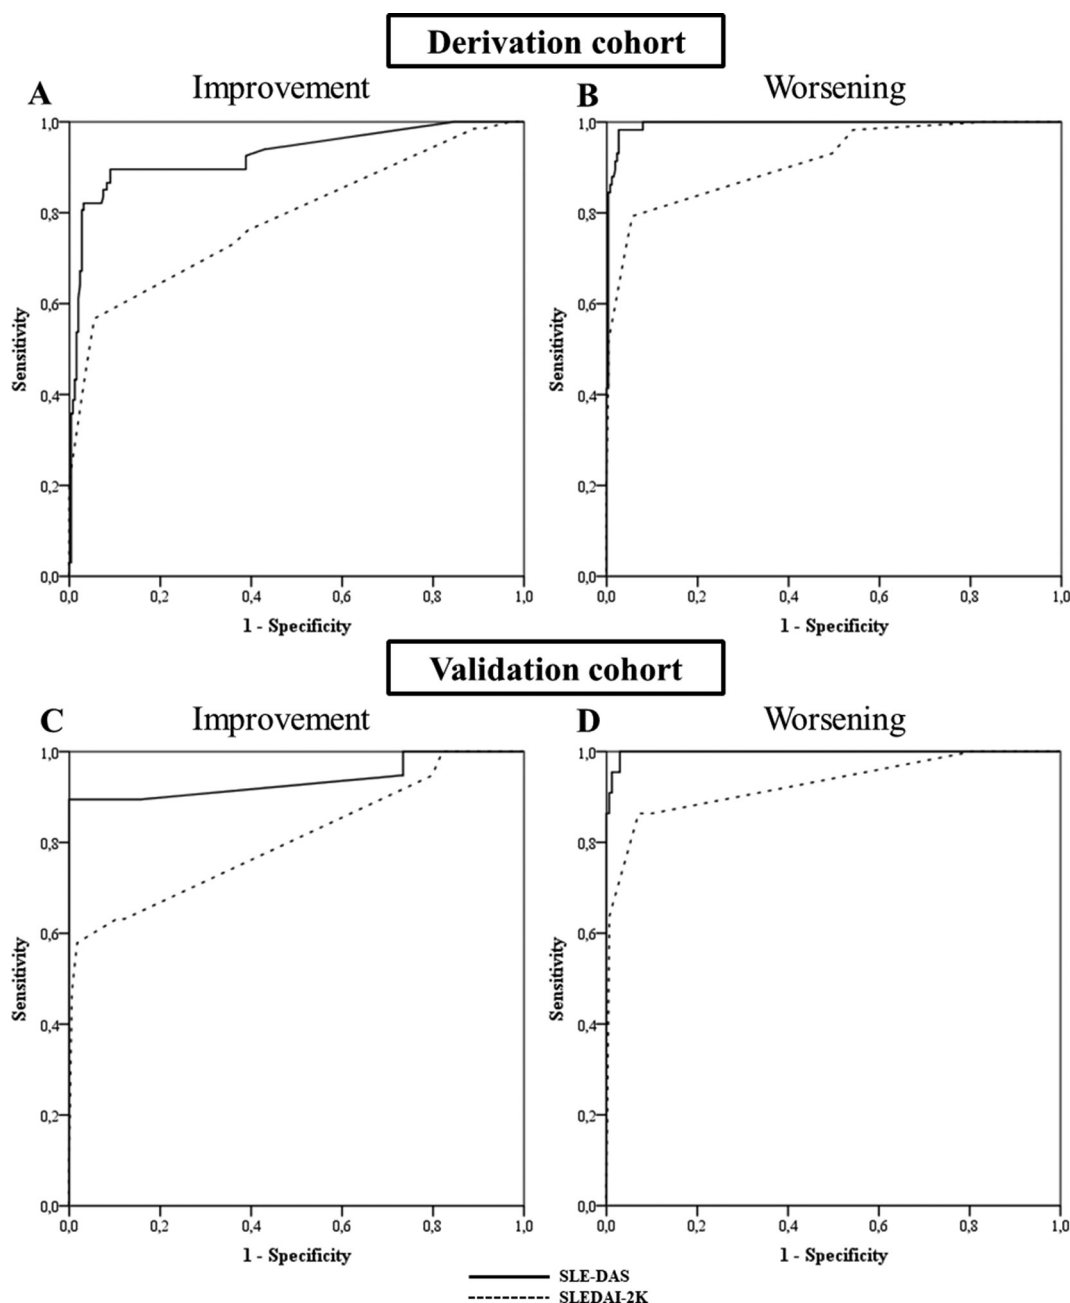 Derivation cohort
A Improvement
B Worsening
1,0
0,8
0,6
0,4
0,2
0,0
Sensitivity
0,0 0,2 0,4 0,6 0,8 1,0
1 - Specificity
1,0
0,8
0,6
0,4
0,2
0,0
Sensitivity
0,0 0,2 0,4 0,6 0,8 1,0
1 - Specificity
Validation cohort
C Improvement
D Worsening
1,0
0,8
0,6
0,4
0,2
0,0
Sensitivity
0,0 0,2 0,4 0,6 0,8 1,0
1 - Specificity
1,0
0,8
0,6
0,4
0,2
0,0
Sensitivity
0,0 0,2 0,4 0,6 0,8 1,0
1 - Specificity
SLE-DAS
SLEDAI-2K